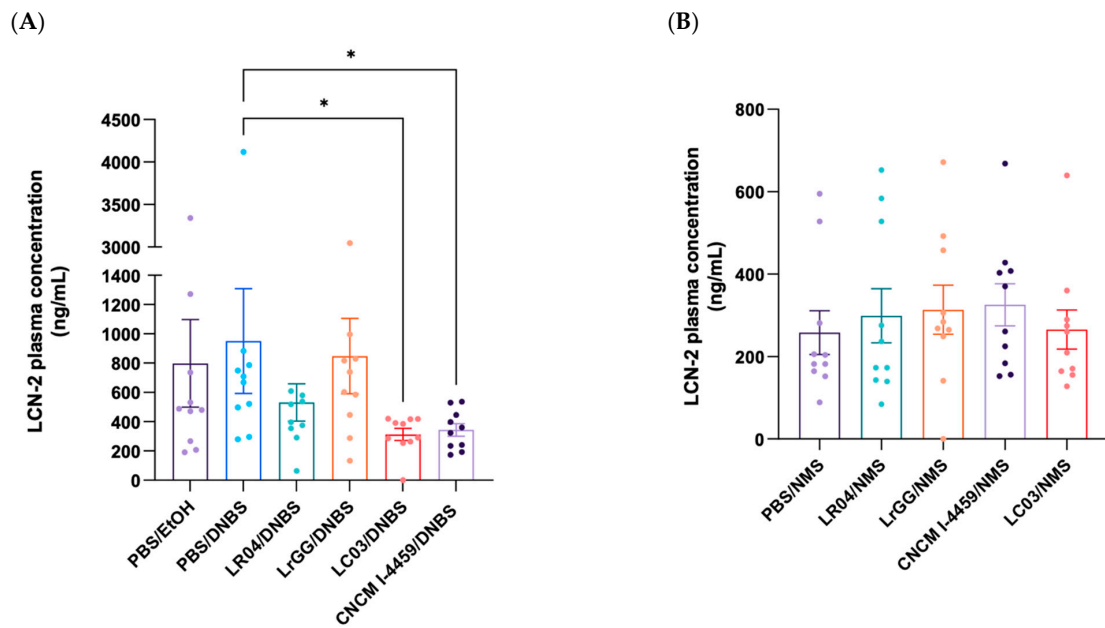 (A)
*
*
LCN-2 plasma concentration
(ng/mL)
4500
4000
3500
3000
1400
1200
1000
800
600
400
200
0
PBS/EtOH
PBS/DNBS
LR04/DNBS
LrGG/DNBS
LC03/DNBS
CNCM I-4459/DNBS
(B)
LCN-2 plasma concentration
(ng/mL)
800
600
400
200
0
PBS/NMS
LR04/NMS
LrGG/NMS
CNCM I-4459/NMS
LC03/NMS